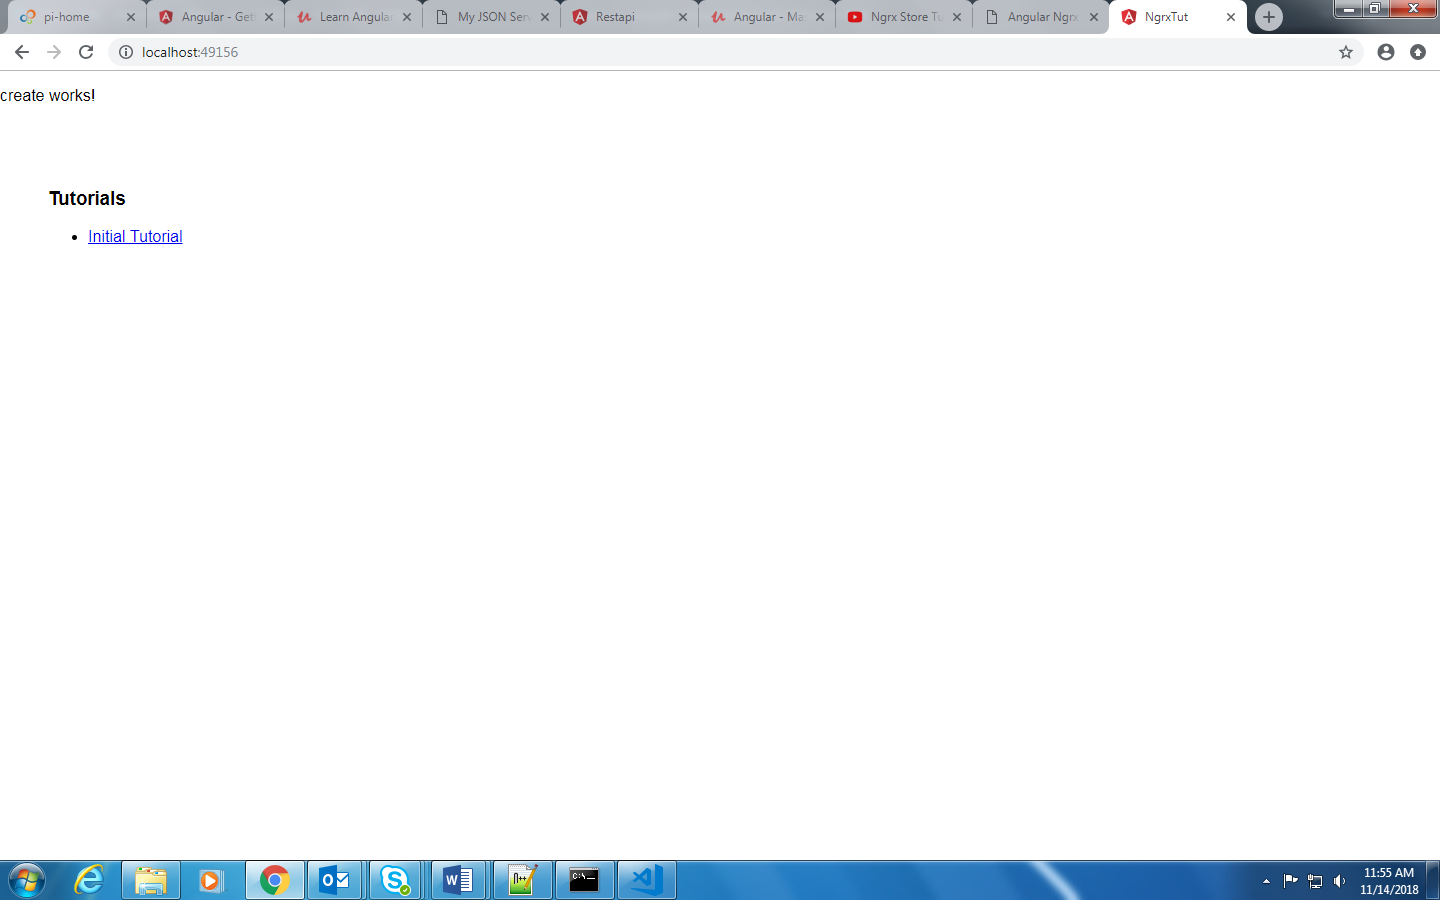 pi-home
Angular - Get
Learn Angular
My JSON Serv
Restapi
Angular - Ma
Ngrx Store Tu
Angular Ngrx
NgrxTut
localhost:49156
create works!
Tutorials
Initial Tutorial
11:55 AM
11/14/2018